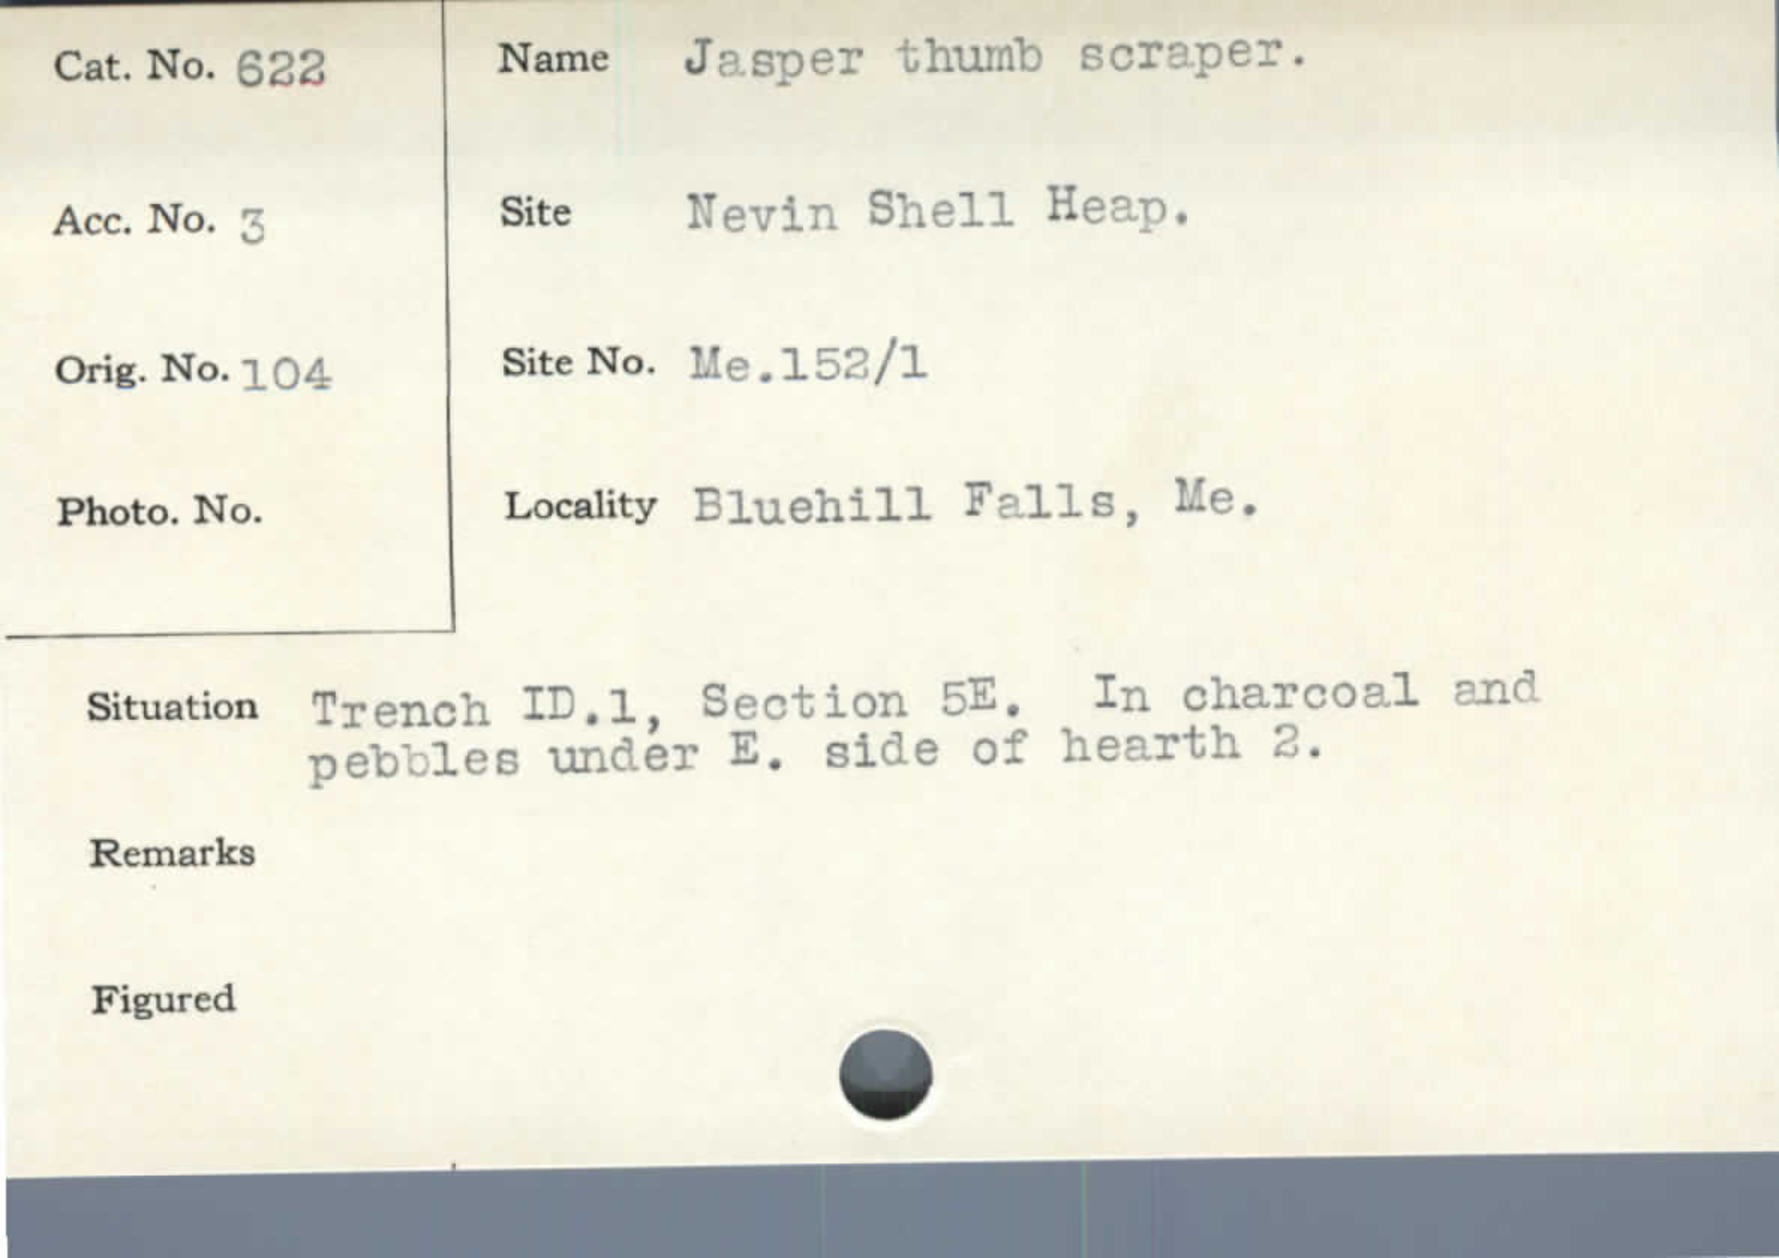 Cat. No. 622
Name Jasper thumb scraper.
Acc. No. 3
Site Nevin Shell Heap.
Orig. No. 104
Site No. Me.152/1
Photo. No.
Locality Bluehill Falls, Me.
Situation Trench ID.1, Section 5E. In charcoal and
pebbles under E. side of hearth 2.
Remarks
Figured